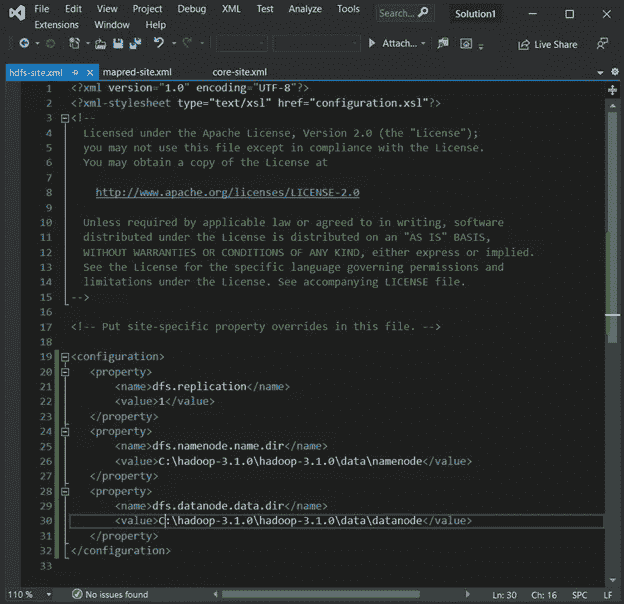 File Edit View Project Debug XML Test Analyze Tools Search... Solution1
Extensions Window Help
Attach... Live Share
hdfs-site.xml mapred-site.xml core-site.xml
1 <?xml version="1.0" encoding="UTF-8"?>
2 <?xml-stylesheet type="text/xsl" href="configuration.xsl"?>
3 <!--
4 Licensed under the Apache License, Version 2.0 (the "License");
5 you may not use this file except in compliance with the License.
6 You may obtain a copy of the License at
7
8 http://www.apache.org/licenses/LICENSE-2.0
9
10 Unless required by applicable law or agreed to in writing, software
11 distributed under the License is distributed on an "AS IS" BASIS,
12 WITHOUT WARRANTIES OR CONDITIONS OF ANY KIND, either express or implied.
13 See the License for the specific language governing permissions and
14 limitations under the License. See accompanying LICENSE file.
15 -->
16
17 <!-- Put site-specific property overrides in this file. -->
18
19 <configuration>
20 <property>
21 <name>dfs.replication</name>
22 <value>1</value>
23 </property>
24 <property>
25 <name>dfs.namenode.name.dir</name>
26 <value>C:\hadoop-3.1.0\hadoop-3.1.0\data\namenode</value>
27 </property>
28 <property>
29 <name>dfs.datanode.data.dir</name>
30 <value>C:\hadoop-3.1.0\hadoop-3.1.0\data\datanode</value>
31 </property>
32 </configuration>
33
110 % No issues found Ln: 30 Ch: 16 SPC LF